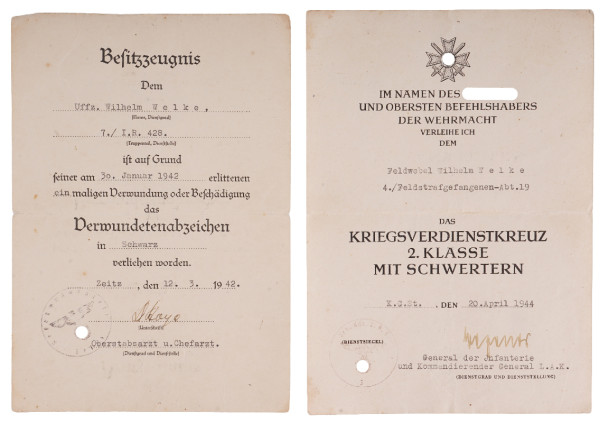 Besitzzeugnis
Dem
Uffz. Wilhelm W e l k e ,
(Name, Dienstgrad)
7./ I.R. 428.
(Truppenteil, Dienststelle)
ist auf Grund
seiner am 30. Januar 1942 erlittenen
ein maligen Verwundung oder Beschädigung
das
Verwundetenabzeichen
in Schwarz
verliehen worden.
Zeitz , den 12. 3. 1942.
(Unterschrift)
Oberstabsarzt u. Chefarzt.
(Dienstgrad und Dienststelle)
IM NAMEN DES
UND OBERSTEN BEFEHLSHABERS
DER WEHRMACHT
VERLEIHE ICH
DEM
Feldwebel Wilhelm W e l k e
4./Feldstrafgefangenen-Abt.19
DAS
KRIEGSVERDIENSTKREUZ
2. KLASSE
MIT SCHWERTERN
K.G.St. , DEN 20.April 1944
(DIENSTSIEGEL)
General der Infanterie
und Kommandierender General L.A.K.
(DIENSTGRAD UND DIENSTSTELLUNG)